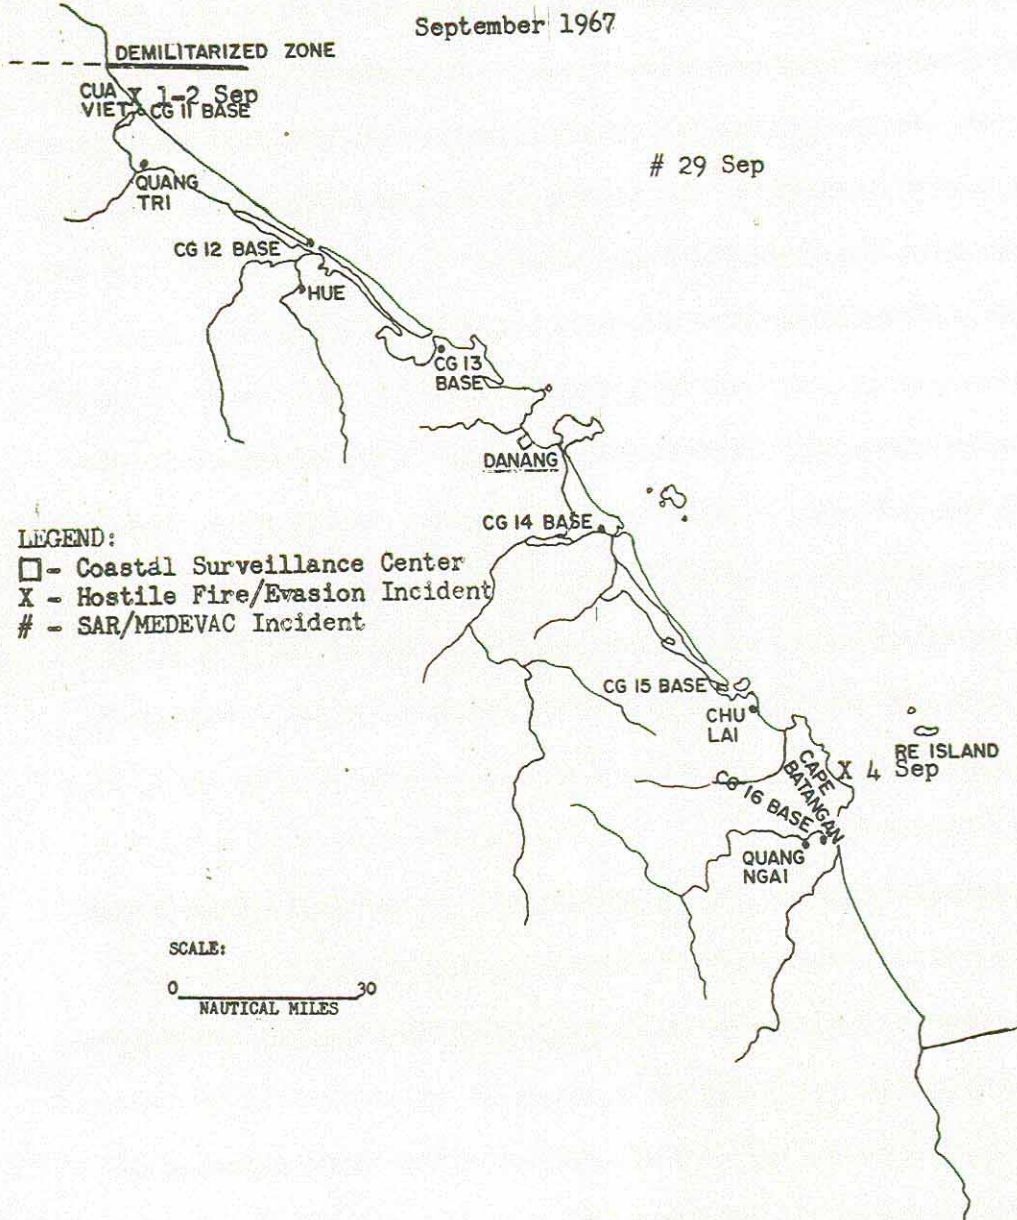 September 1967
DEMILITARIZED ZONE
CUA
VIET
X 1-2 Sep
CG 11 BASE
# 29 Sep
QUANG
TRI
CG 12 BASE
HUE
CG 13
BASE
DANANG
CG 14 BASE
LEGEND:
□ - Coastal Surveillance Center
X - Hostile Fire/Evasion Incident
# - SAR/MEDEVAC Incident
CG 15 BASE
CHU
LAI
RE ISLAND
X 4 Sep
CAPE
BATANGAN
CG 16 BASE
QUANG
NGAI
SCALE:
0 30
NAUTICAL MILES